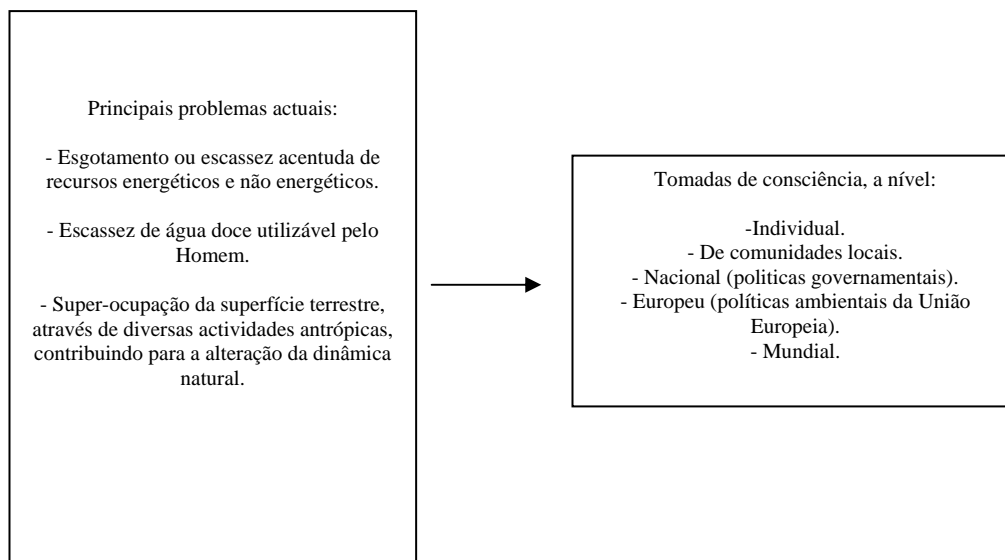 Principais problemas actuais:
- Esgotamento ou escassez acentuda de
recursos energéticos e não energéticos.
- Escassez de água doce utilizável pelo
Homem.
- Super-ocupação da superfície terrestre,
através de diversas actividades antrópicas,
contribuindo para a alteração da dinâmica
natural.
Tomadas de consciência, a nível:
-Individual.
- De comunidades locais.
- Nacional (politicas governamentais).
- Europeu (políticas ambientais da União
Europeia).
- Mundial.